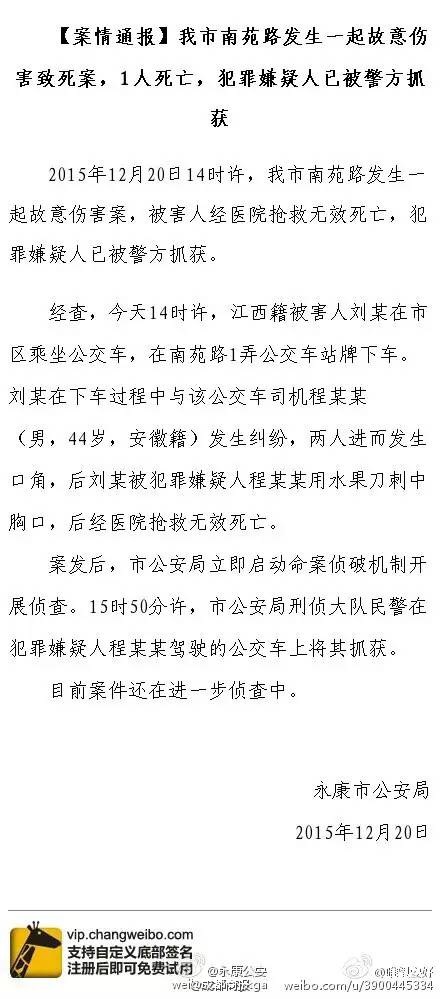 【案情通报】我市南苑路发生一起故意伤
害致死案，1人死亡，犯罪嫌疑人已被警方抓
获
2015年12月20日14时许，我市南苑路发生一
起故意伤害案，被害人经医院抢救无效死亡，犯
罪嫌疑人已被警方抓获。
经查，今天14时许，江西籍被害人刘某在市
区乘坐公交车，在南苑路1弄公交车站牌下车。
刘某在下车过程中与该公交车司机程某某
（男，44岁，安徽籍）发生纠纷，两人进而发生
口角，后刘某被犯罪嫌疑人程某某用水果刀刺中
胸口，后经医院抢救无效死亡。
案发后，市公安局立即启动命案侦破机制开
展侦查。15时50分许，市公安局刑侦大队民警在
犯罪嫌疑人程某某驾驶的公交车上将其抓获。
目前案件还在进一步侦查中。
永康市公安局
2015年12月20日
vip.changweibo.com
支持自定义底部签名
注册后即可免费试用
@永康公安
@成都商报
weibo.com/u/3900445334